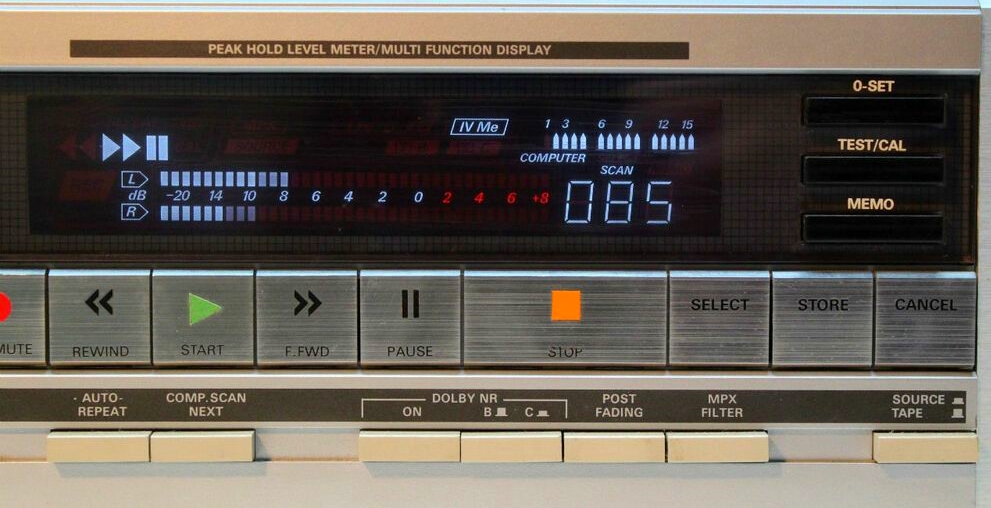 PEAK HOLD LEVEL METER/MULTI FUNCTION DISPLAY
0-SET
IV Me
1 3 6 9 12 15
TEST/CAL
COMPUTER
SCAN
L
dB -20 14 10 8 6 4 2 0 2 4 6 +8
085
R
MEMO
SELECT STORE CANCEL
MUTE REWIND START F.FWD PAUSE STOP
AUTO-
REPEAT
COMP.SCAN
NEXT
DOLBY NR
ON B C
POST
FADING
MPX
FILTER
SOURCE
TAPE